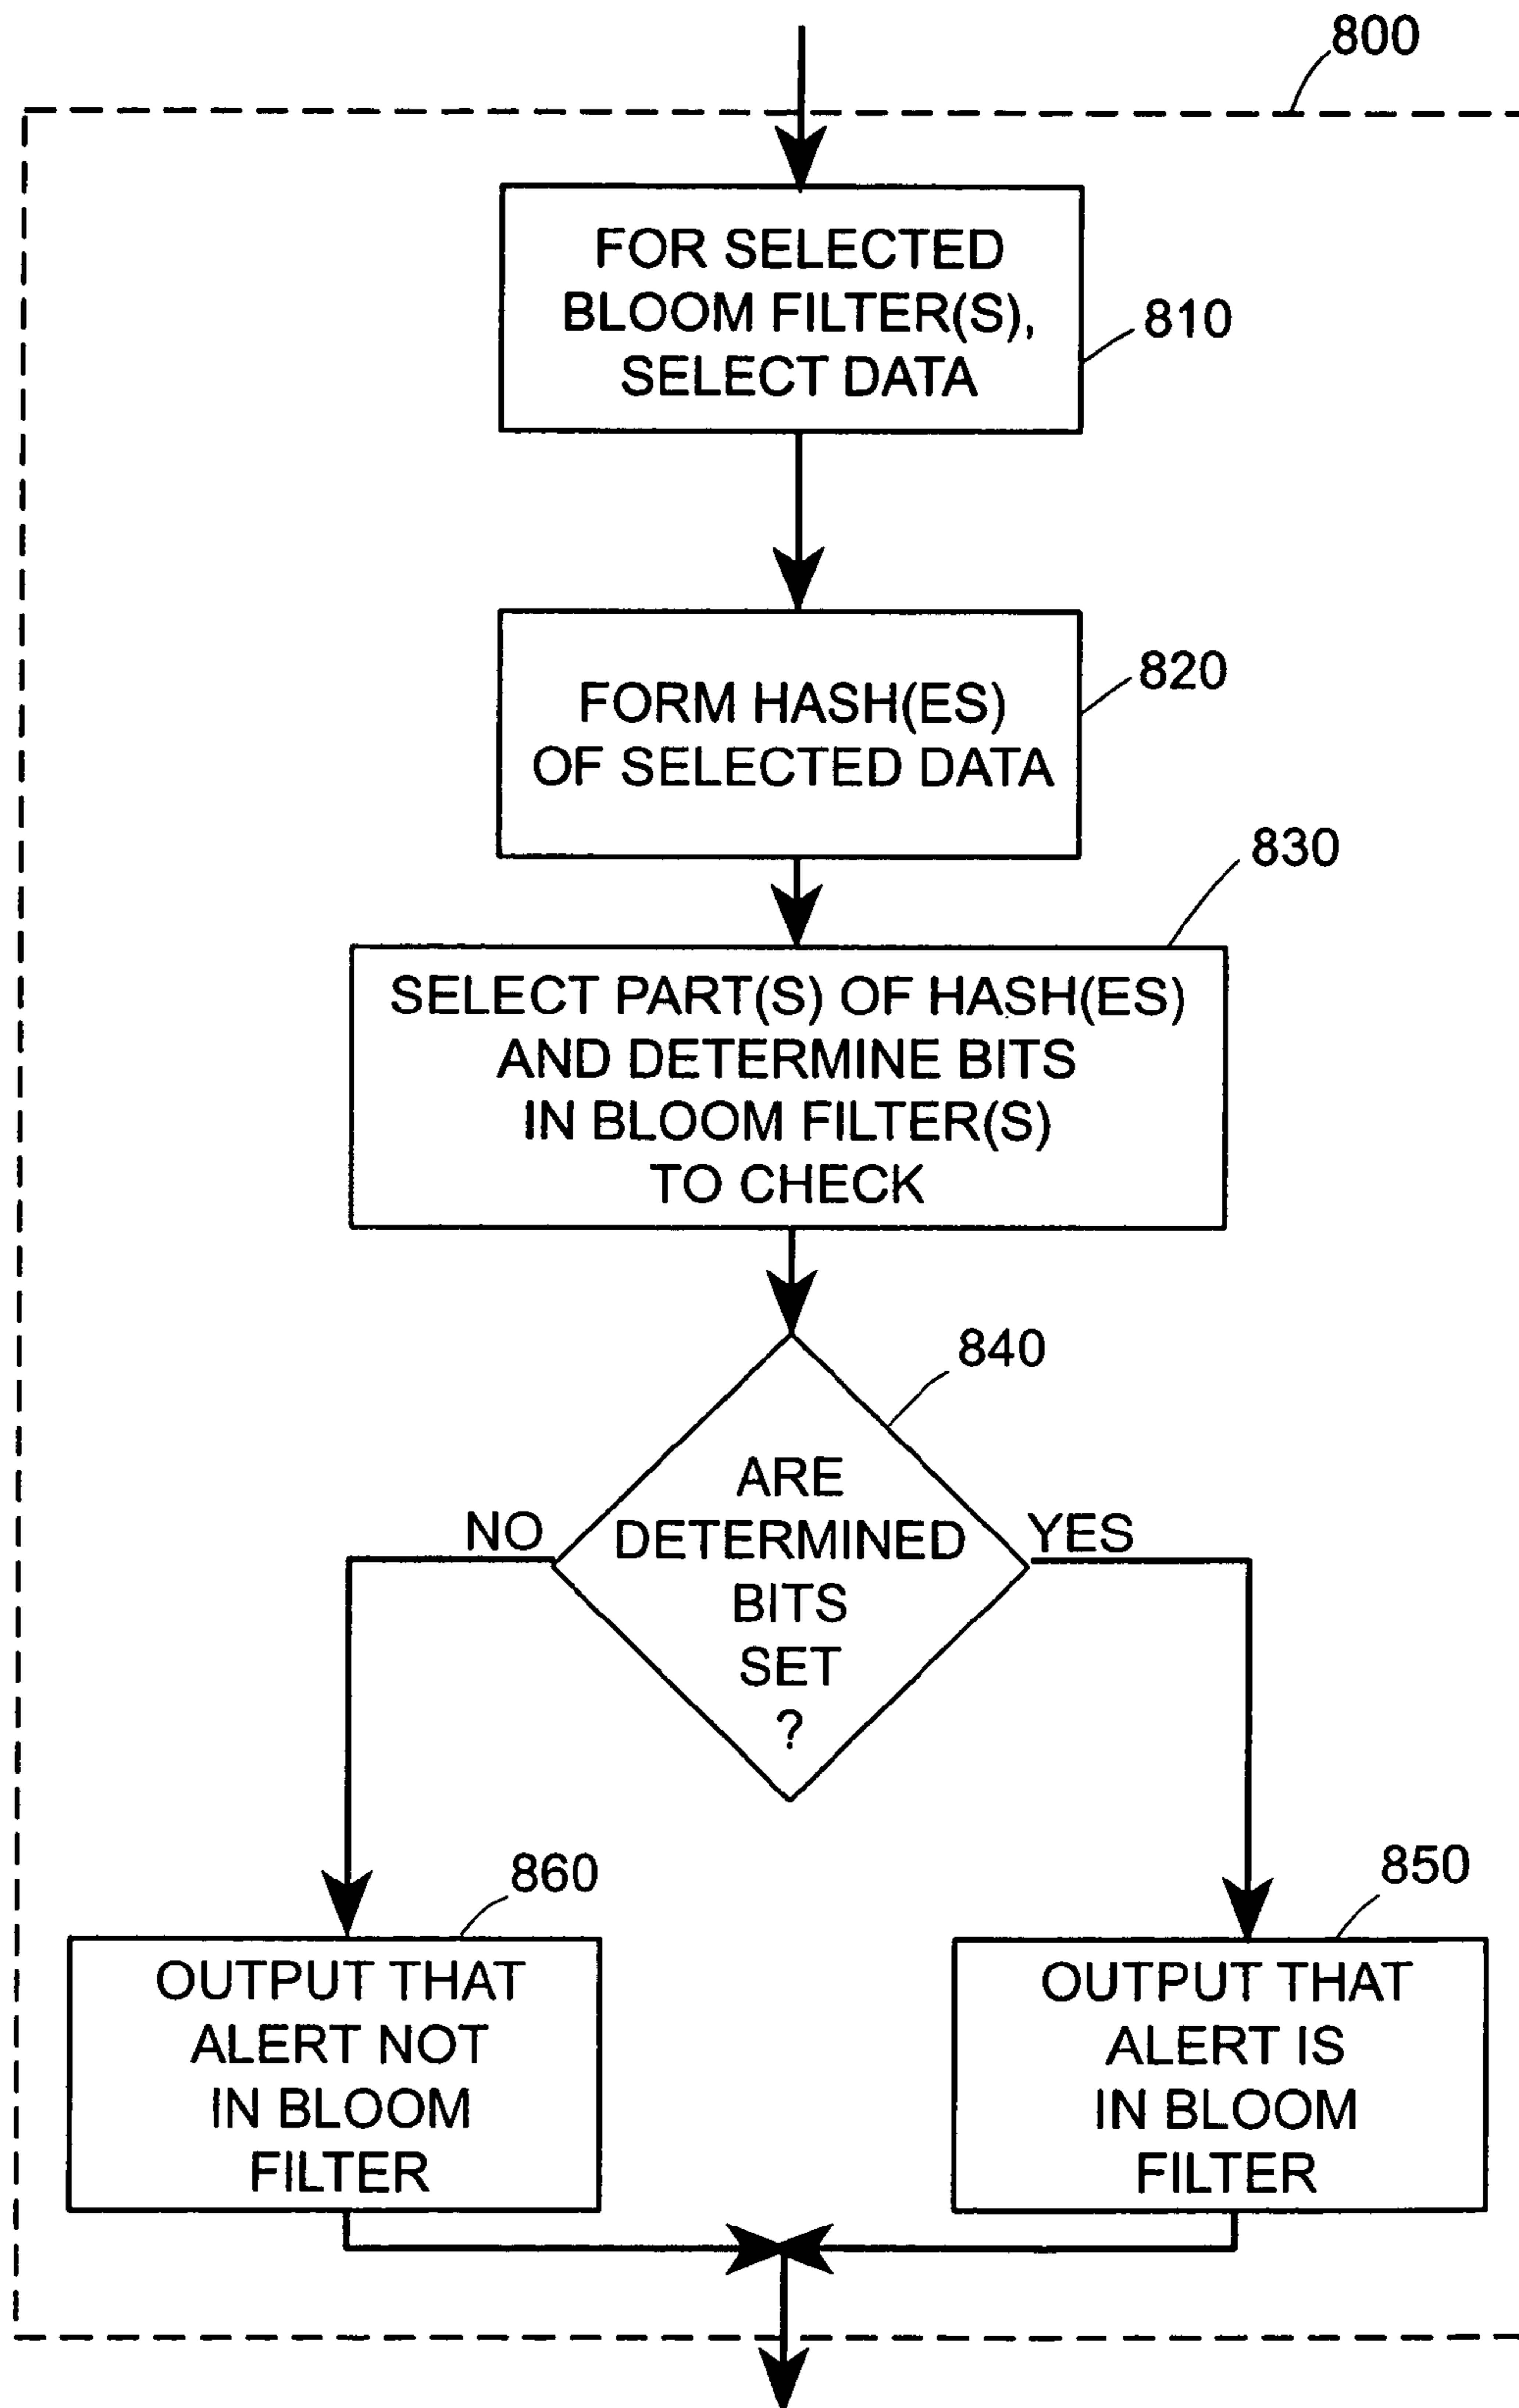 800
FOR SELECTED
BLOOM FILTER(S),
SELECT DATA
810
FORM HASH(ES)
OF SELECTED DATA
820
830
SELECT PART(S) OF HASH(ES)
AND DETERMINE BITS
IN BLOOM FILTER(S)
TO CHECK
840
ARE
DETERMINED
BITS
SET
?
NO
YES
860
OUTPUT THAT
ALERT NOT
IN BLOOM
FILTER
850
OUTPUT THAT
ALERT IS
IN BLOOM
FILTER